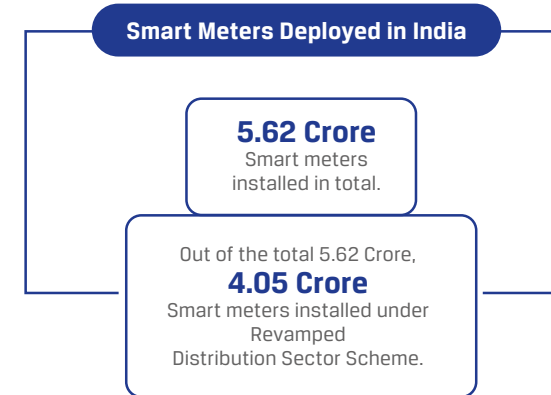 Smart Meters Deployed in India
5.62 Crore
Smart meters
installed in total.
Out of the total 5.62 Crore,
4.05 Crore
Smart meters installed under
Revamped
Distribution Sector Scheme.